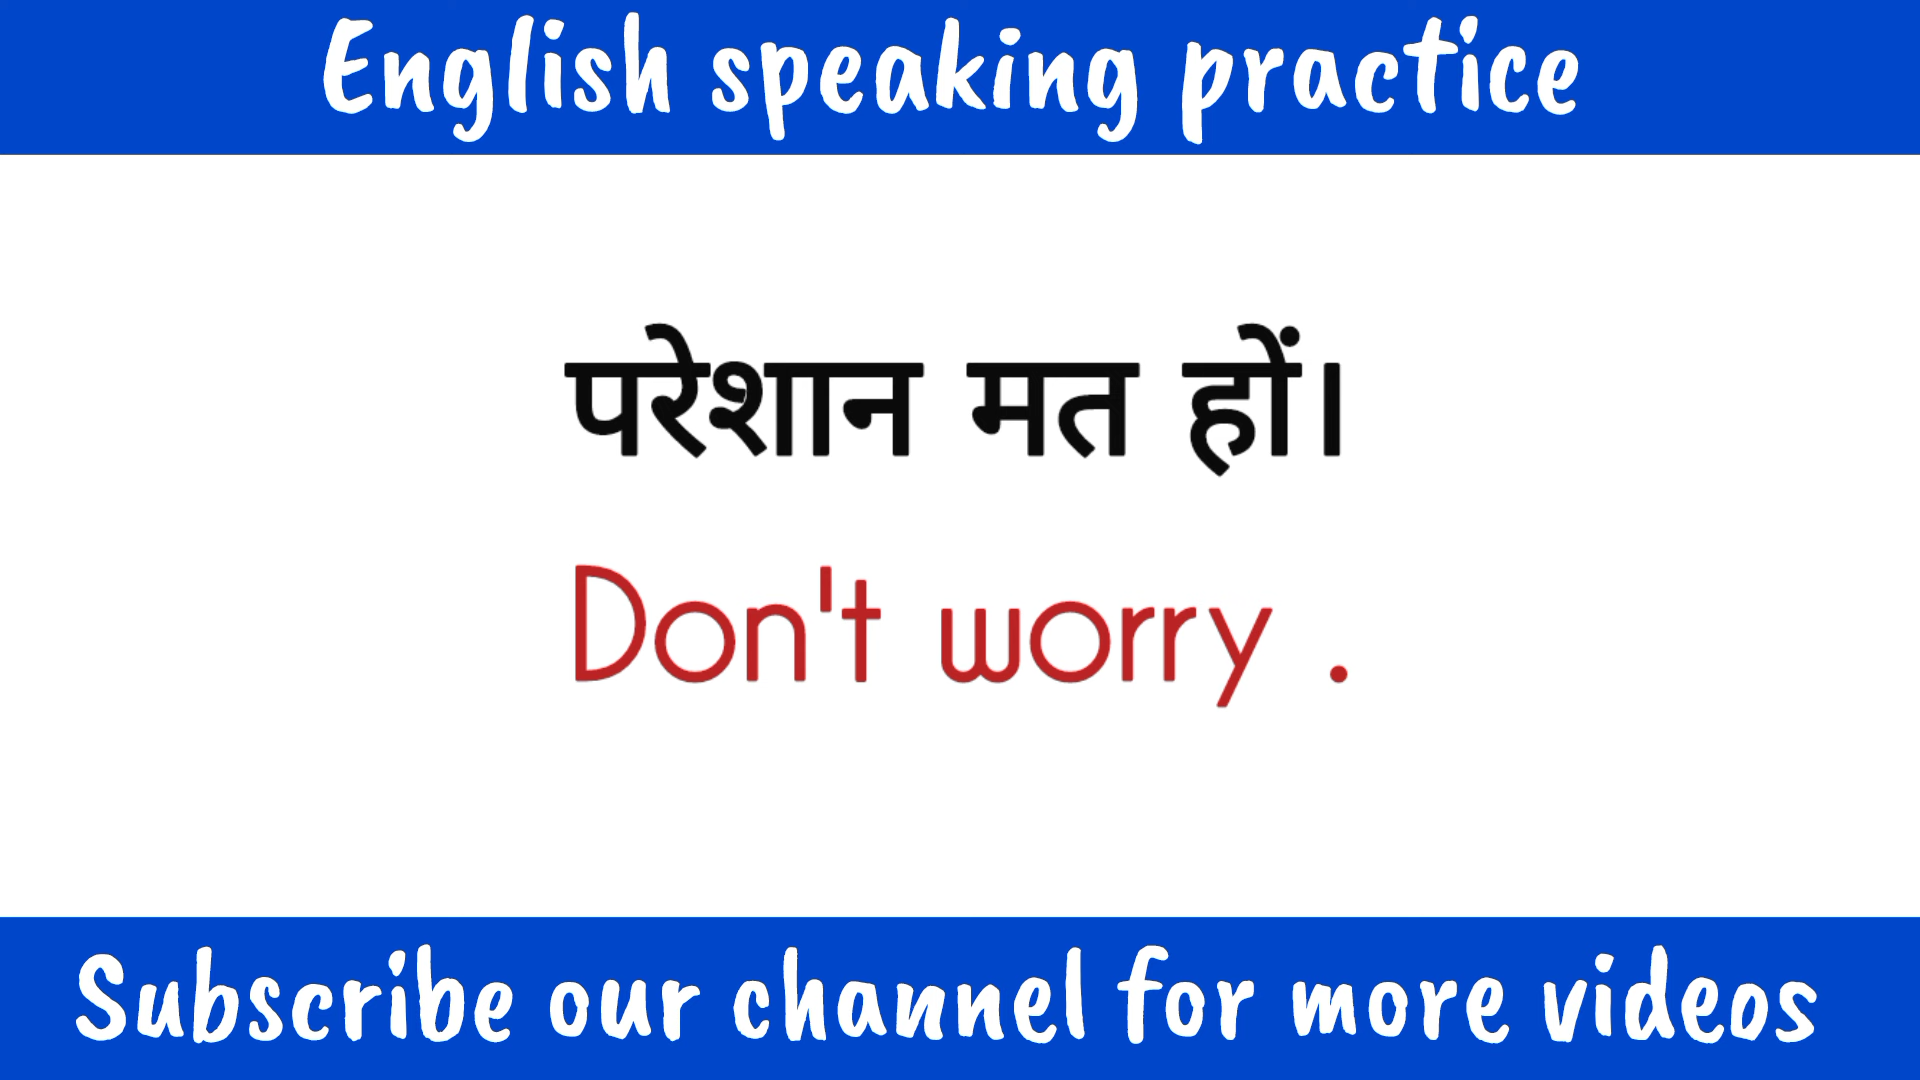 English speaking practice
परेशान मत हों।
Don't worry .
Subscribe our channel for more videos